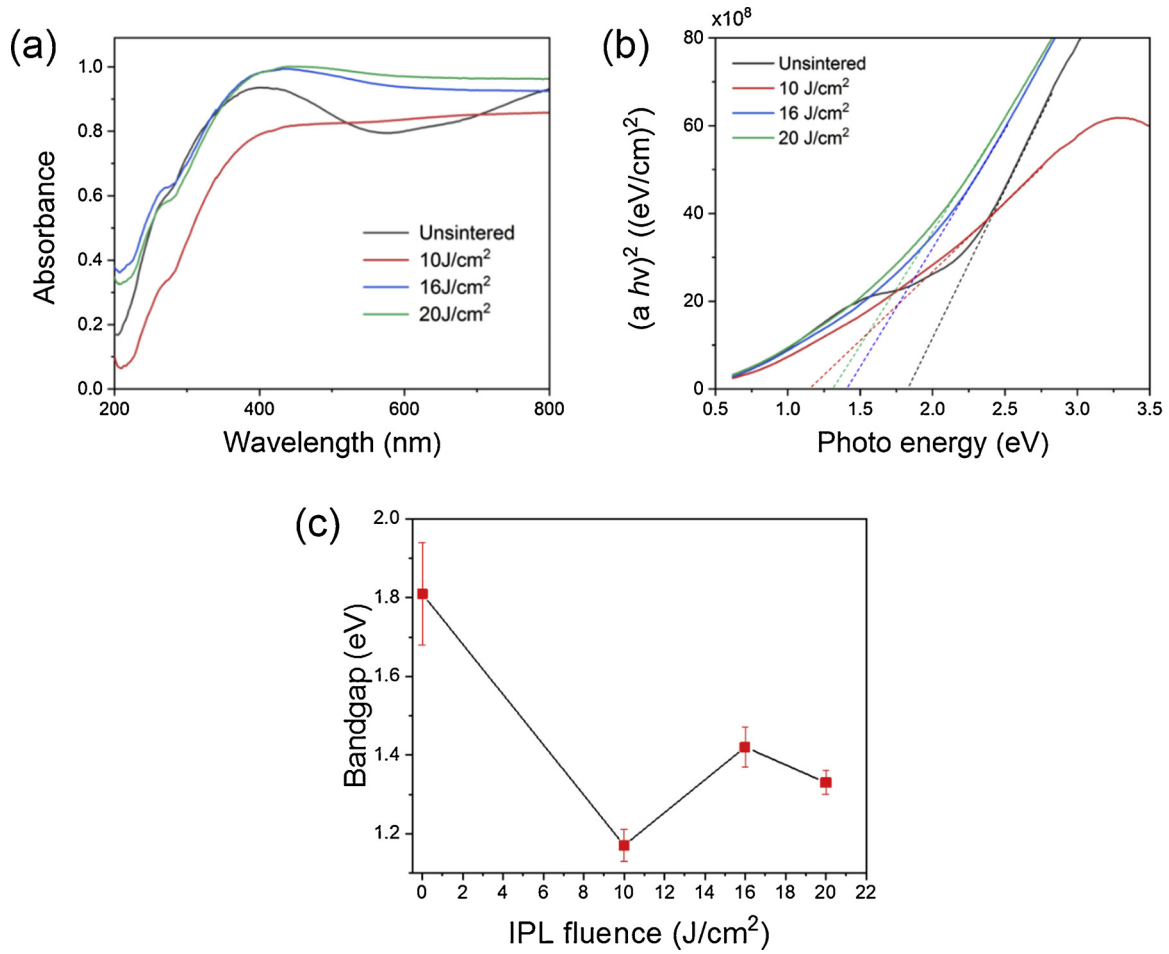 (a)
Absorbance
1.0
0.8
0.6
0.4
0.2
0.0
200
400
600
800
Wavelength (nm)
Unsintered
10J/cm²
16J/cm²
20J/cm²
(b)
x10⁸
(a hν)² ((eV/cm)²)
80
60
40
20
0
0.5
1.0
1.5
2.0
2.5
3.0
3.5
Photo energy (eV)
Unsintered
10 J/cm²
16 J/cm²
20 J/cm²
(c)
Bandgap (eV)
2.0
1.8
1.6
1.4
1.2
0
2
4
6
8
10
12
14
16
18
20
22
IPL fluence (J/cm²)